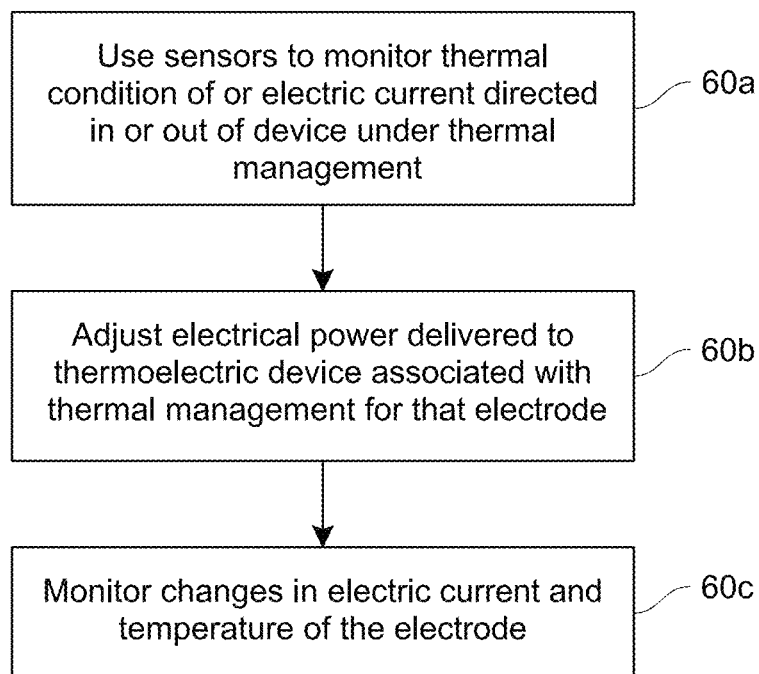 Use sensors to monitor thermal
condition of or electric current directed
in or out of device under thermal
management
60a
Adjust electrical power delivered to
thermoelectric device associated with
thermal management for that electrode
60b
Monitor changes in electric current and
temperature of the electrode
60c